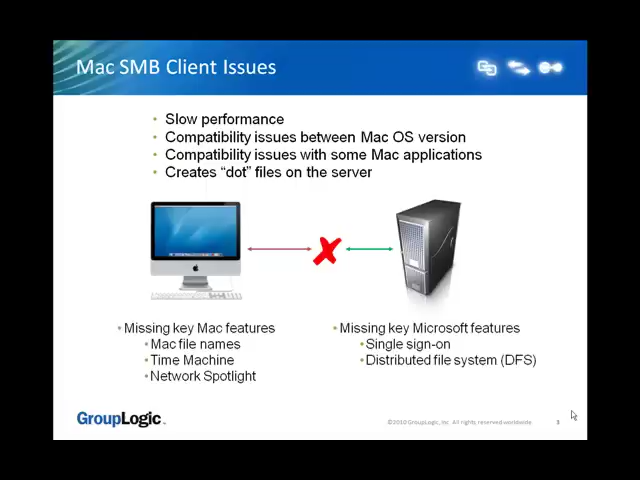 Mac SMB Client Issues
• Slow performance
• Compatibility issues between Mac OS version
• Compatibility issues with some Mac applications
• Creates “dot” files on the server
• Missing key Mac features
• Mac file names
• Time Machine
• Network Spotlight
• Missing key Microsoft features
• Single sign-on
• Distributed file system (DFS)
GroupLogic
©2010 GroupLogic, Inc. All rights reserved worldwide
3